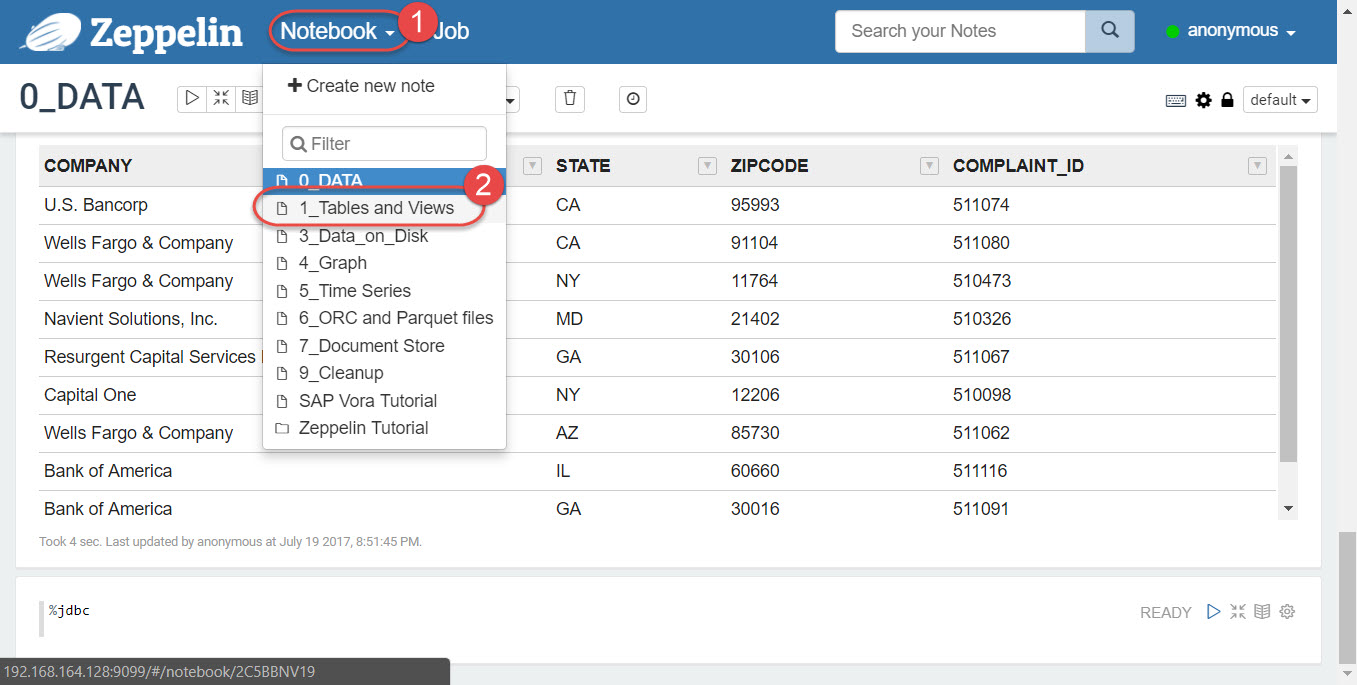 Zeppelin Notebook 1 Job Search your Notes anonymous
Create new note
0_DATA default
Filter
COMPANY STATE ZIPCODE COMPLAINT_ID
0_DATA 2
U.S. Bancorp 1_Tables and Views CA 95993 511074
Wells Fargo & Company 3_Data_on_Disk CA 91104 511080
4_Graph
Wells Fargo & Company 5_Time Series NY 11764 510473
Navient Solutions, Inc. 6_ORC and Parquet files MD 21402 510326
Resurgent Capital Services 7_Document Store GA 30106 511067
9_Cleanup
Capital One SAP Vora Tutorial NY 12206 510098
Wells Fargo & Company Zeppelin Tutorial AZ 85730 511062
Bank of America IL 60660 511116
Bank of America GA 30016 511091
Took 4 sec. Last updated by anonymous at July 19 2017, 8:51:45 PM.
%jdbc READY
192.168.164.128:9099/#/notebook/2C5BBNV19